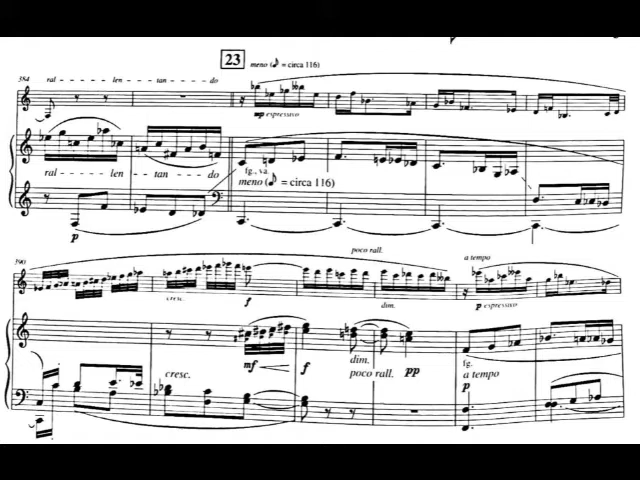 23
meno (♪ = circa 116)
384 ral - - - - - len - - - - - tan - - - - do
mp espressivo
ral - - - - - len - - - - - tan - - - - do
fg., va.
meno (♪ = circa 116)
p
390
poco rall.
a tempo
cresc.
f
dim.
p espressivo
mf
f
dim.
fg.
cresc.
poco rall.
pp
a tempo
p